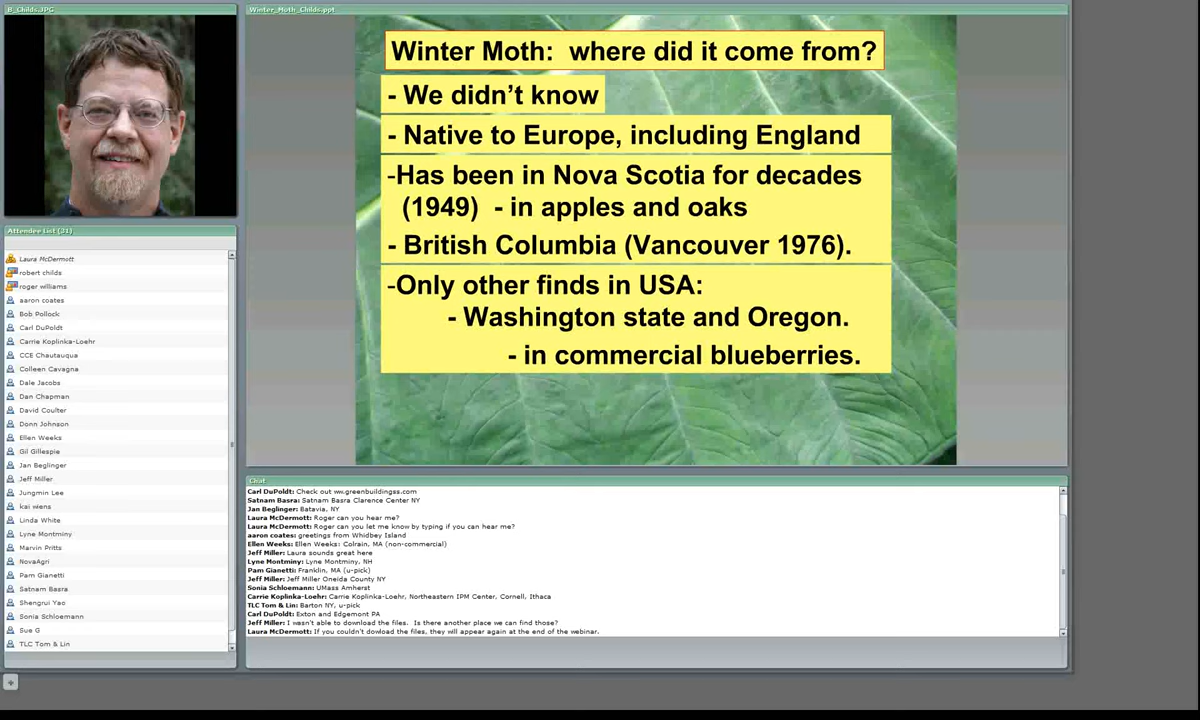 B_Childs.JPG
Attendee List (31)
Laura McDermott
robert childs
roger williams
aaron coates
Bob Pollock
Carl DuPoldt
Carrie Koplinka-Loehr
CCE Chautauqua
Colleen Cavagna
Dale Jacobs
Dan Chapman
David Coulter
Donn Johnson
Ellen Weeks
Gil Gillespie
Jan Beglinger
Jeff Miller
Jungmin Lee
kai wiens
Linda White
Lyne Montminy
Marvin Pritts
NovaAgri
Pam Gianetti
Satnam Basra
Shengrui Yao
Sonia Schloemann
Sue G
TLC Tom & Lin
Winter_Moth_Childs.ppt
Winter Moth: where did it come from?
- We didn't know
- Native to Europe, including England
-Has been in Nova Scotia for decades
(1949) - in apples and oaks
- British Columbia (Vancouver 1976).
-Only other finds in USA:
- Washington state and Oregon.
- in commercial blueberries.
Chat
Carl DuPoldt: Check out ww.greenbuildingss.com
Satnam Basra: Satnam Basra Clarence Center NY
Jan Beglinger: Batavia, NY
Laura McDermott: Roger can you hear me?
Laura McDermott: Roger can you let me know by typing if you can hear me?
aaron coates: greetings from Whidbey Island
Ellen Weeks: Ellen Weeks: Colrain, MA (non-commercial)
Jeff Miller: Laura sounds great here
Lyne Montminy: Lyne Montminy, NH
Pam Gianetti: Franklin, MA (u-pick)
Jeff Miller: Jeff Miller Oneida County NY
Sonia Schloemann: UMass Amherst
Carrie Koplinka-Loehr: Carrie Koplinka-Loehr, Northeastern IPM Center, Cornell, Ithaca
TLC Tom & Lin: Barton NY, u-pick
Carl DuPoldt: Exton and Edgemont PA
Jeff Miller: I wasn't able to download the files. Is there another place we can find those?
Laura McDermott: If you couldn't dowload the files, they will appear again at the end of the webinar.